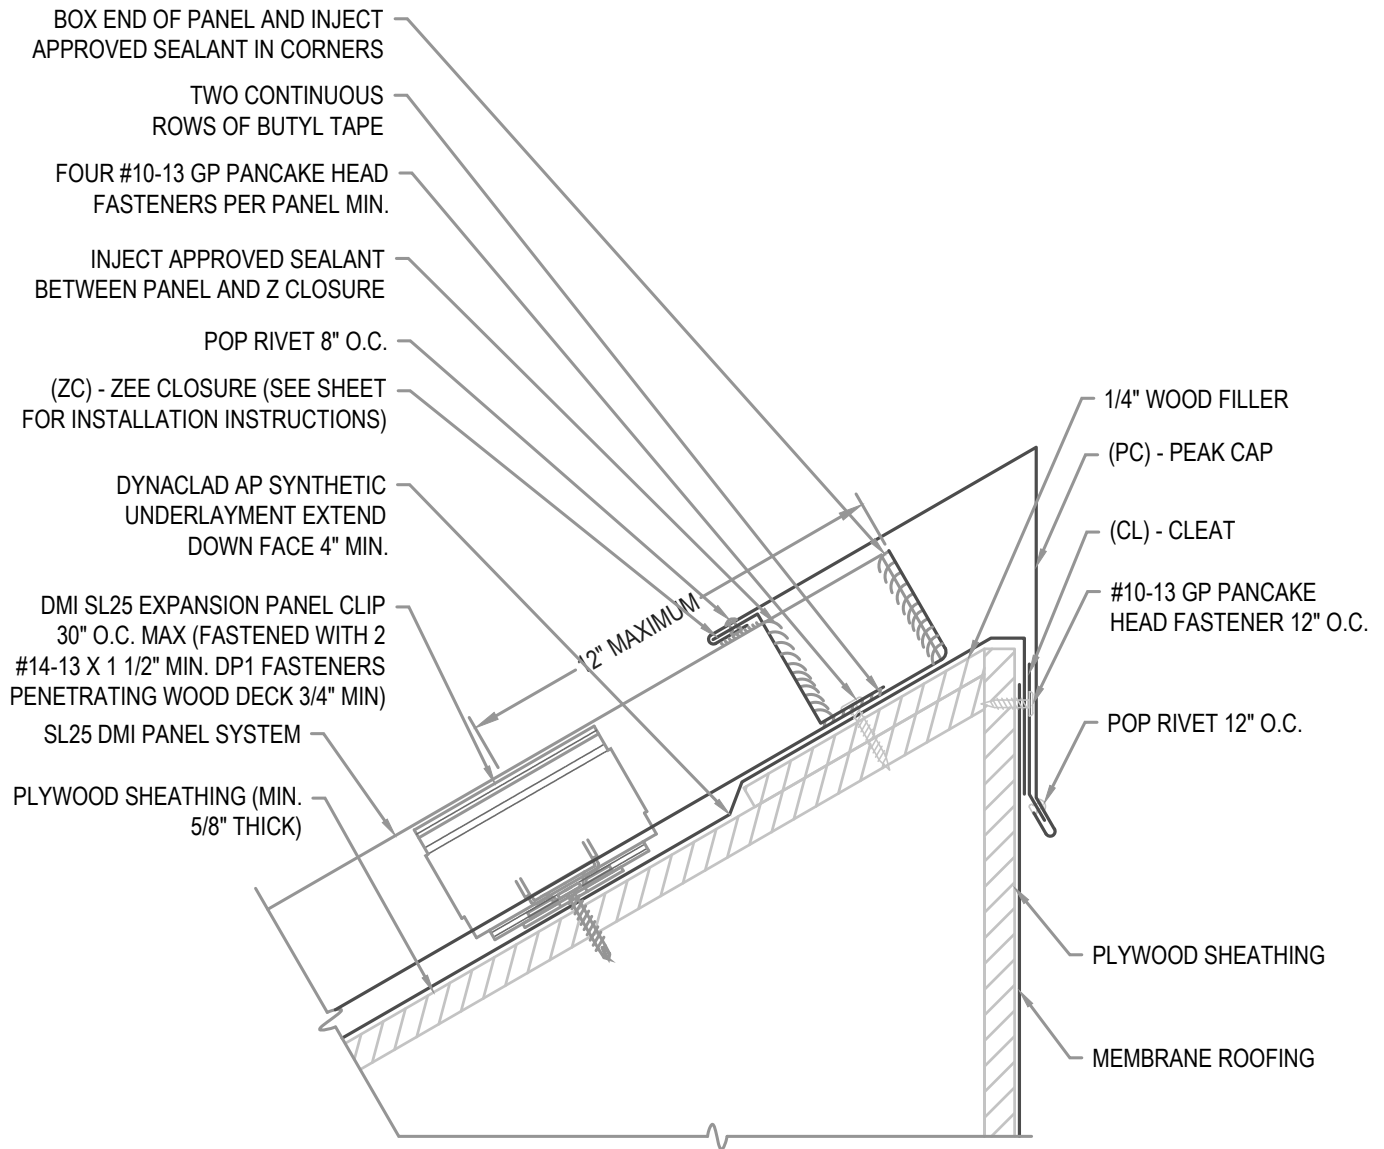 BOX END OF PANEL AND INJECT
APPROVED SEALANT IN CORNERS
TWO CONTINUOUS
ROWS OF BUTYL TAPE
FOUR #10-13 GP PANCAKE HEAD
FASTENERS PER PANEL MIN.
INJECT APPROVED SEALANT
BETWEEN PANEL AND Z CLOSURE
POP RIVET 8" O.C.
(ZC) - ZEE CLOSURE (SEE SHEET
FOR INSTALLATION INSTRUCTIONS)
DYNACLAD AP SYNTHETIC
UNDERLAYMENT EXTEND
DOWN FACE 4" MIN.
DMI SL25 EXPANSION PANEL CLIP
30" O.C. MAX (FASTENED WITH 2
#14-13 X 1 1/2" MIN. DP1 FASTENERS
PENETRATING WOOD DECK 3/4" MIN)
SL25 DMI PANEL SYSTEM
PLYWOOD SHEATHING (MIN.
5/8" THICK)
12" MAXIMUM
1/4" WOOD FILLER
(PC) - PEAK CAP
(CL) - CLEAT
#10-13 GP PANCAKE
HEAD FASTENER 12" O.C.
POP RIVET 12" O.C.
PLYWOOD SHEATHING
MEMBRANE ROOFING